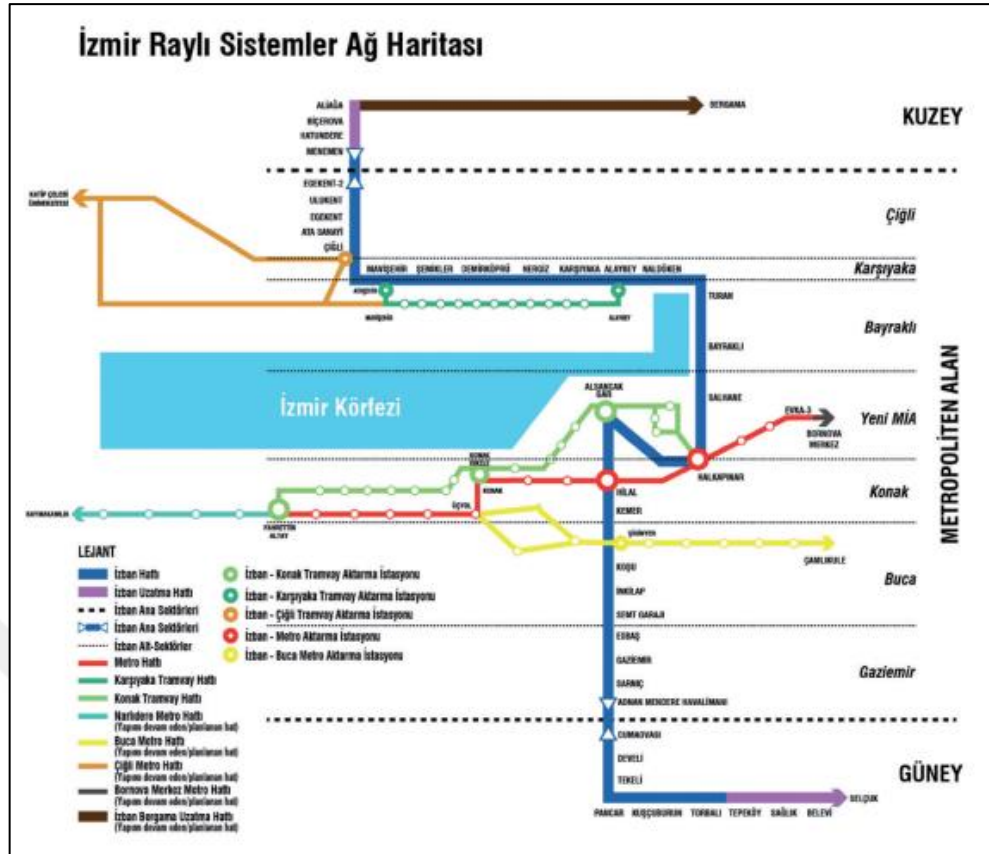 İzmir Raylı Sistemler Ağ Haritası
ALİAĞA
BERGAMA
BİÇEROVA
HATUNDERE
MENEMEN
KUZEY
EGEKENT-2
ULUKENT
EGEKENT
ATA SANAYİ
ÇİĞLİ
Çiğli
MAVİŞEHİR ŞEMİKLER DEMİRKÖPRÜ NERGİZ KARŞIYAKA ALAYBEY NALDÖKEN
Karşıyaka
MAVİŞEHİR
ALAYBEY
TURAN
BAYRAKLI
Bayraklı
METROPOLİTEN ALAN
İzmir Körfezi
ALSANCAK
GARI
SALHANE
EVKA-3
BORNOVA
MERKEZ
Yeni MİA
HALKAPINAR
KONAK
ÜÇYOL
HİLAL
KEMER
Konak
FAHRETTİN
ALTAY
ŞİRİNYER
ÇAMLIKULE
KOŞU
İNKILAP
SEMT GARAJI
Buca
ESBAŞ
GAZİEMİR
SARNIÇ
ADNAN MENDERE HAVALİMANI
Gaziemir
CUMAOVASI
DEVELİ
TEKELİ
GÜNEY
SELÇUK
PANCAR KUŞÇUBURUN TORBALI TEPEKÖY SAĞLIK BELEVİ
LEJANT
İzban Hattı
İzban Uzatma Hattı
İzban Ana Sektörleri
İzban Ana Sektörleri
İzban Alt-Sektörler
Metro Hattı
Karşıyaka Tramvay Hattı
Konak Tramvay Hattı
Narlıdere Metro Hattı
(Yapımı devam eden/planlanan hat)
Buca Metro Hattı
(Yapımı devam eden/planlanan hat)
Çiğli Metro Hattı
(Yapımı devam eden/planlanan hat)
Bornova Merkez Metro Hattı
(Yapımı devam eden/planlanan hat)
İzban Bergama Uzatma Hattı
(Yapımı devam eden/planlanan hat)
İzban - Konak Tramvay Aktarma İstasyonu
İzban - Karşıyaka Tramvay Aktarma İstasyonu
İzban - Çiğli Tramvay Aktarma İstasyonu
İzban - Metro Aktarma İstasyonu
İzban - Buca Metro Aktarma İstasyonu